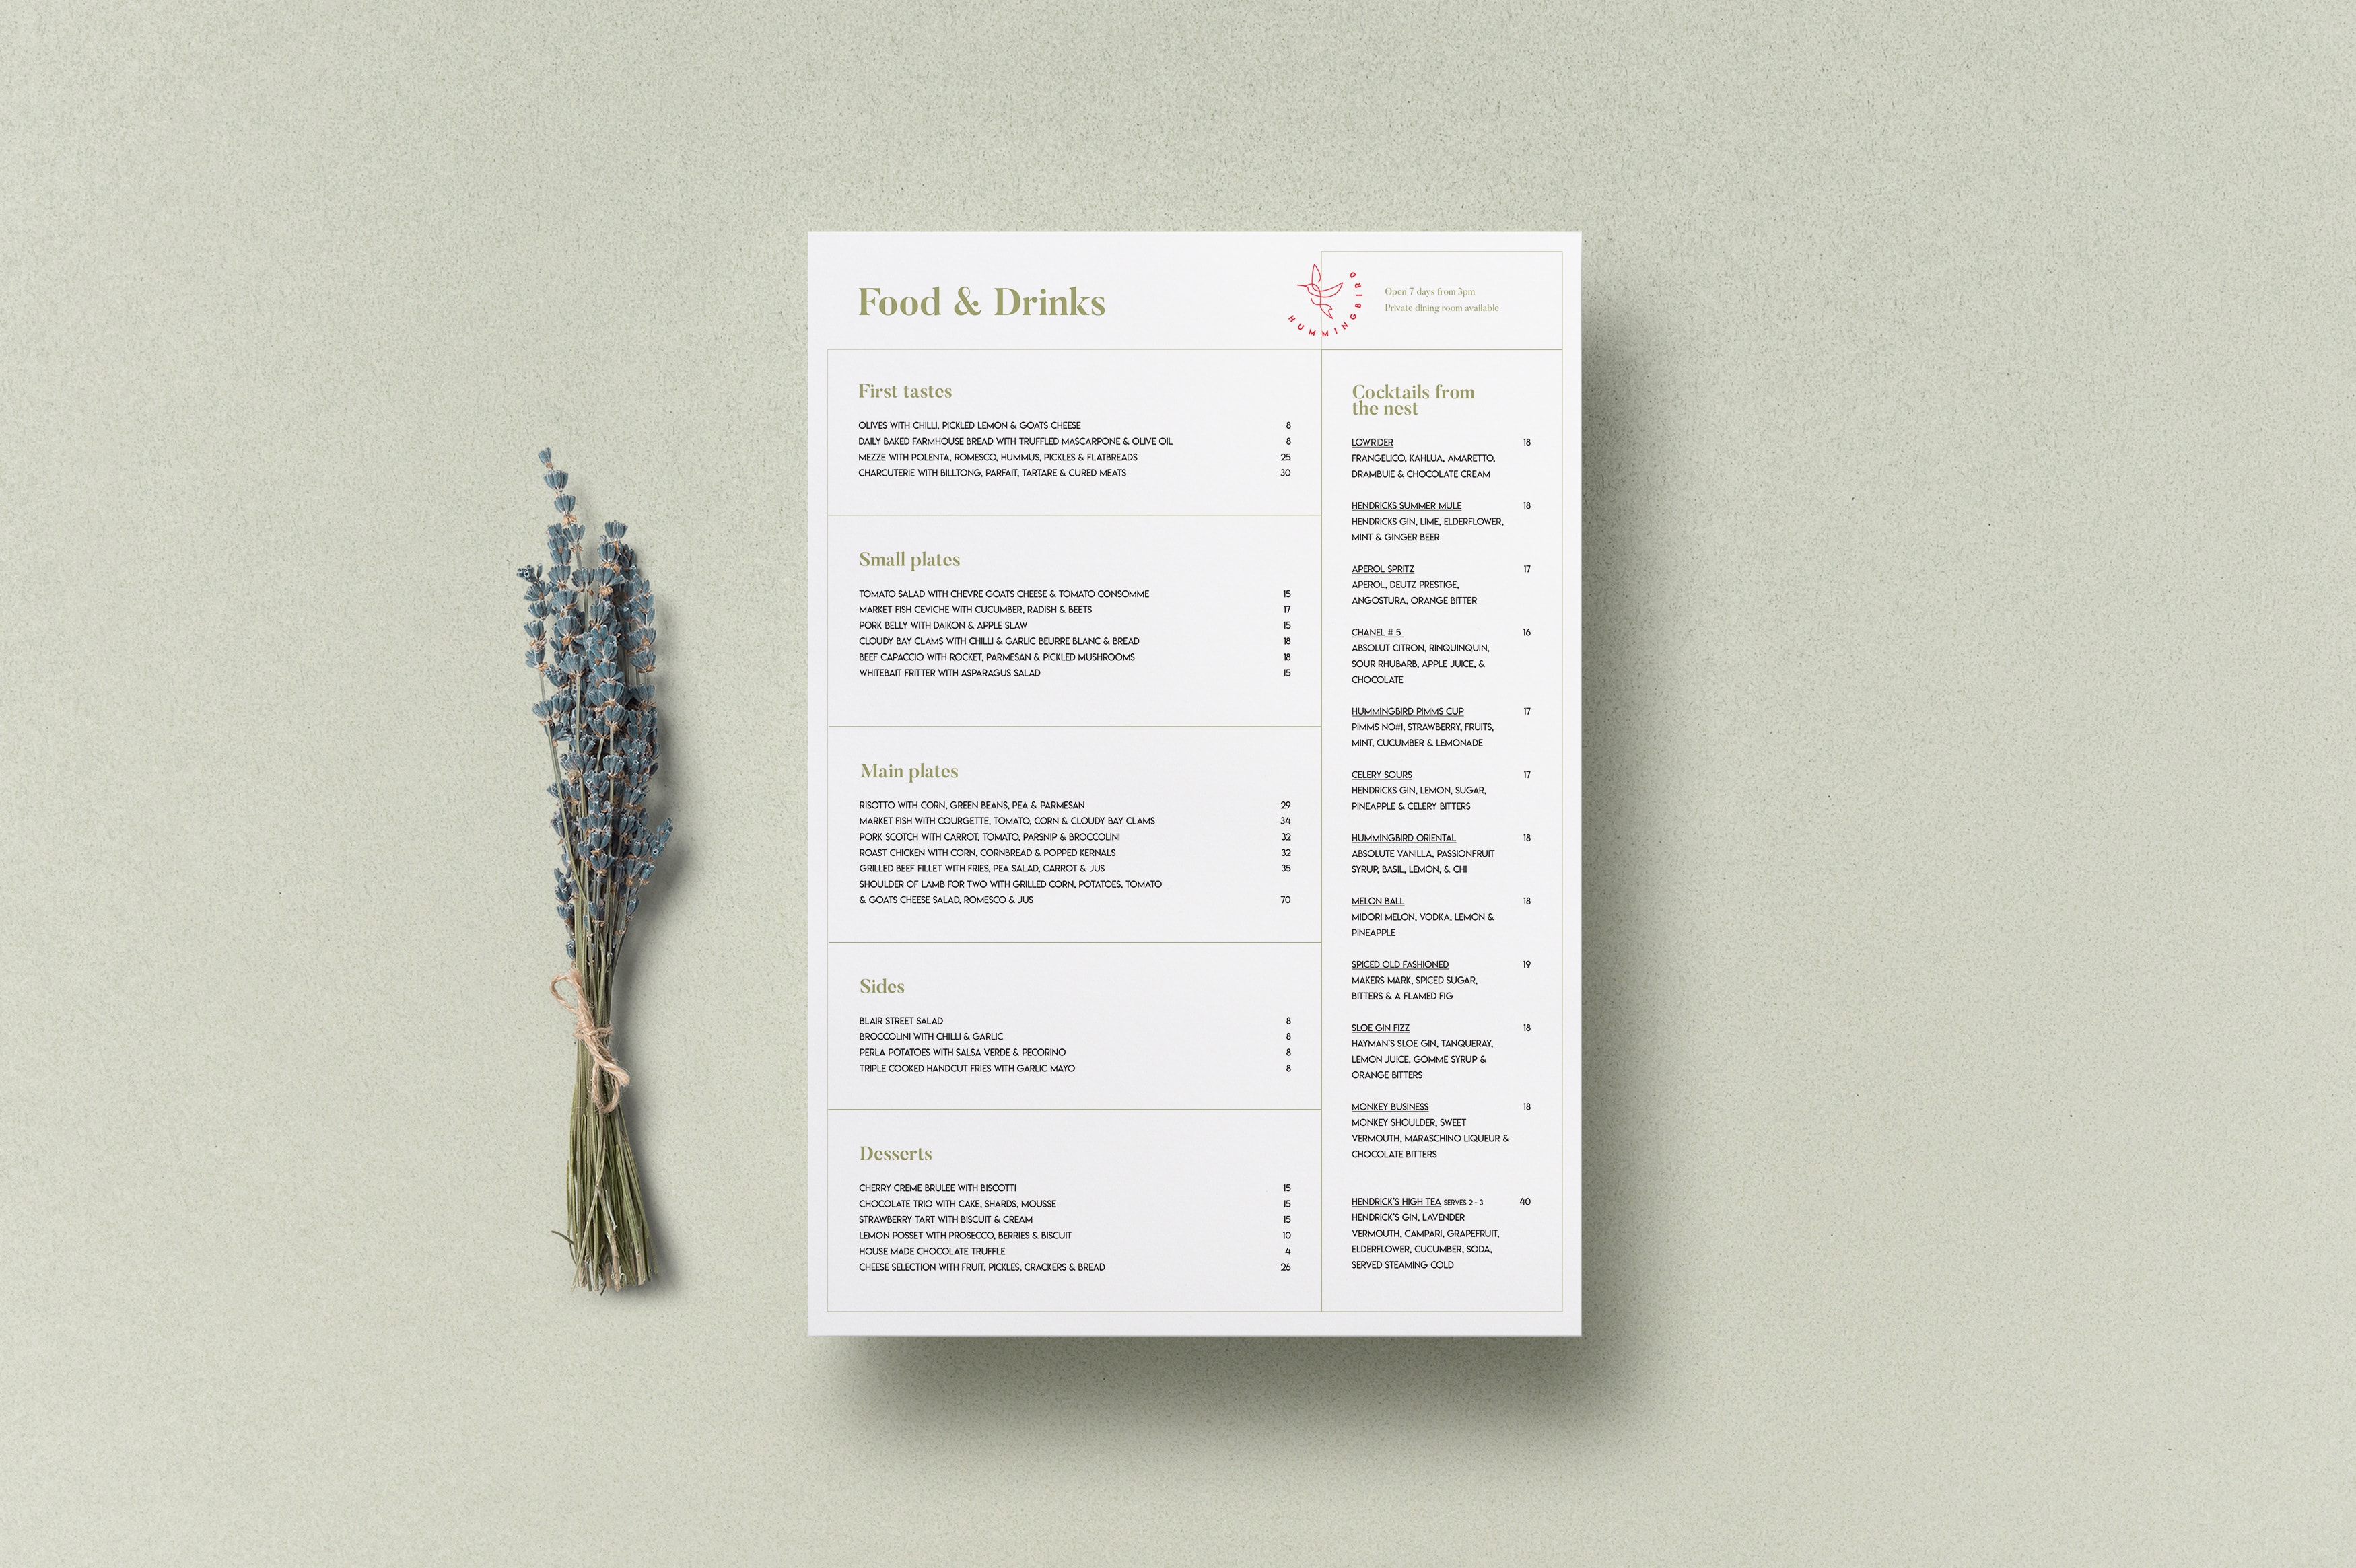 Food & Drinks
HUMMINGBIRD
Open 7 days from 3pm
Private dining room available
First tastes
OLIVES WITH CHILLI, PICKLED LEMON & GOATS CHEESE 8
DAILY BAKED FARMHOUSE BREAD WITH TRUFFLED MASCARPONE & OLIVE OIL 8
MEZZE WITH POLENTA, ROMESCO, HUMMUS, PICKLES & FLATBREADS 25
CHARCUTERIE WITH BILLTONG, PARFAIT, TARTARE & CURED MEATS 30
Small plates
TOMATO SALAD WITH CHEVRE GOATS CHEESE & TOMATO CONSOMME 15
MARKET FISH CEVICHE WITH CUCUMBER, RADISH & BEETS 17
PORK BELLY WITH DAIKON & APPLE SLAW 15
CLOUDY BAY CLAMS WITH CHILLI & GARLIC BEURRE BLANC & BREAD 18
BEEF CAPACCIO WITH ROCKET, PARMESAN & PICKLED MUSHROOMS 18
WHITEBAIT FRITTER WITH ASPARAGUS SALAD 15
Main plates
RISOTTO WITH CORN, GREEN BEANS, PEA & PARMESAN 29
MARKET FISH WITH COURGETTE, TOMATO, CORN & CLOUDY BAY CLAMS 34
PORK SCOTCH WITH CARROT, TOMATO, PARSNIP & BROCCOLINI 32
ROAST CHICKEN WITH CORN, CORNBREAD & POPPED KERNALS 32
GRILLED BEEF FILLET WITH FRIES, PEA SALAD, CARROT & JUS 35
SHOULDER OF LAMB FOR TWO WITH GRILLED CORN, POTATOES, TOMATO
& GOATS CHEESE SALAD, ROMESCO & JUS 70
Sides
BLAIR STREET SALAD 8
BROCCOLINI WITH CHILLI & GARLIC 8
PERLA POTATOES WITH SALSA VERDE & PECORINO 8
TRIPLE COOKED HANDCUT FRIES WITH GARLIC MAYO 8
Desserts
CHERRY CREME BRULEE WITH BISCOTTI 15
CHOCOLATE TRIO WITH CAKE, SHARDS, MOUSSE 15
STRAWBERRY TART WITH BISCUIT & CREAM 15
LEMON POSSET WITH PROSECCO, BERRIES & BISCUIT 10
HOUSE MADE CHOCOLATE TRUFFLE 4
CHEESE SELECTION WITH FRUIT, PICKLES, CRACKERS & BREAD 26
Cocktails from
the nest
LOWRIDER 18
FRANGELICO, KAHLUA, AMARETTO,
DRAMBUIE & CHOCOLATE CREAM
HENDRICKS SUMMER MULE 18
HENDRICKS GIN, LIME, ELDERFLOWER,
MINT & GINGER BEER
APEROL SPRITZ 17
APEROL, DEUTZ PRESTIGE,
ANGOSTURA, ORANGE BITTER
CHANEL # 5 16
ABSOLUT CITRON, RINQUINQUIN,
SOUR RHUBARB, APPLE JUICE, &
CHOCOLATE
HUMMINGBIRD PIMMS CUP 17
PIMMS NO#1, STRAWBERRY, FRUITS,
MINT, CUCUMBER & LEMONADE
CELERY SOURS 17
HENDRICKS GIN, LEMON, SUGAR,
PINEAPPLE & CELERY BITTERS
HUMMINGBIRD ORIENTAL 18
ABSOLUTE VANILLA, PASSIONFRUIT
SYRUP, BASIL, LEMON, & CHI
MELON BALL 18
MIDORI MELON, VODKA, LEMON &
PINEAPPLE
SPICED OLD FASHIONED 19
MAKERS MARK, SPICED SUGAR,
BITTERS & A FLAMED FIG
SLOE GIN FIZZ 18
HAYMAN'S SLOE GIN, TANQUERAY,
LEMON JUICE, GOMME SYRUP &
ORANGE BITTERS
MONKEY BUSINESS 18
MONKEY SHOULDER, SWEET
VERMOUTH, MARASCHINO LIQUEUR &
CHOCOLATE BITTERS
HENDRICK'S HIGH TEA SERVES 2 - 3 40
HENDRICK'S GIN, LAVENDER
VERMOUTH, CAMPARI, GRAPEFRUIT,
ELDERFLOWER, CUCUMBER, SODA,
SERVED STEAMING COLD